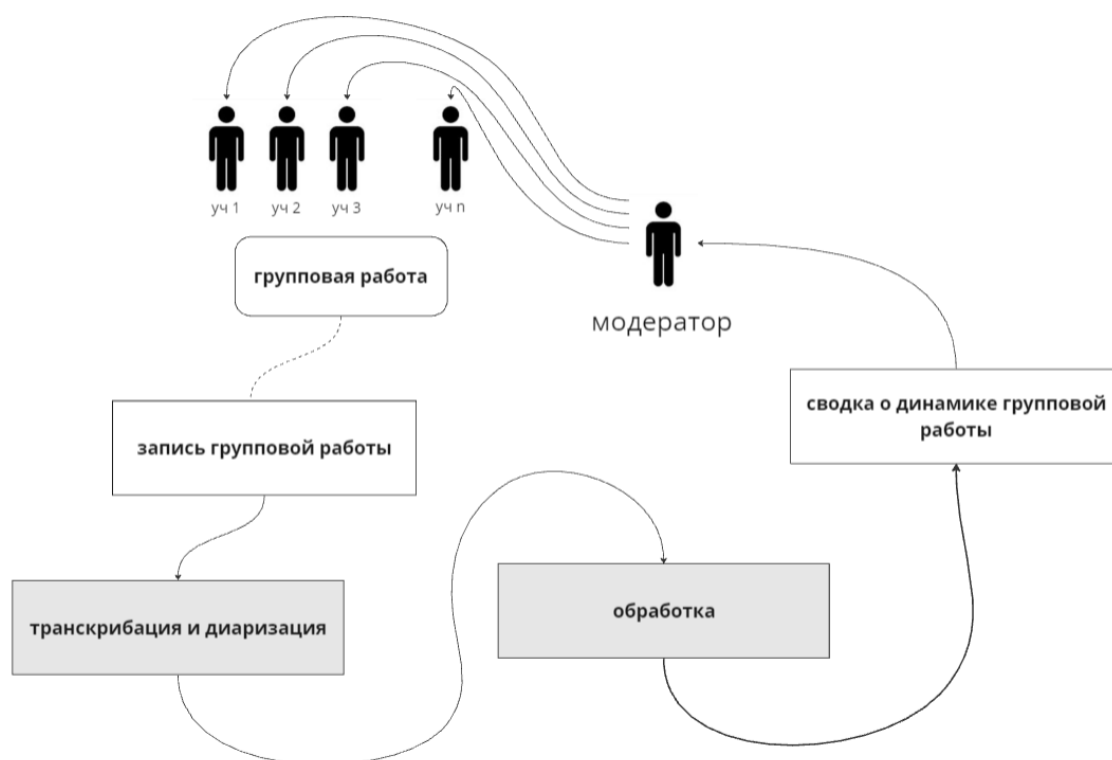 уч 1
уч 2
уч 3
уч n
групповая работа
модератор
сводка о динамике групповой
работы
запись групповой работы
транскрибация и диаризация
обработка